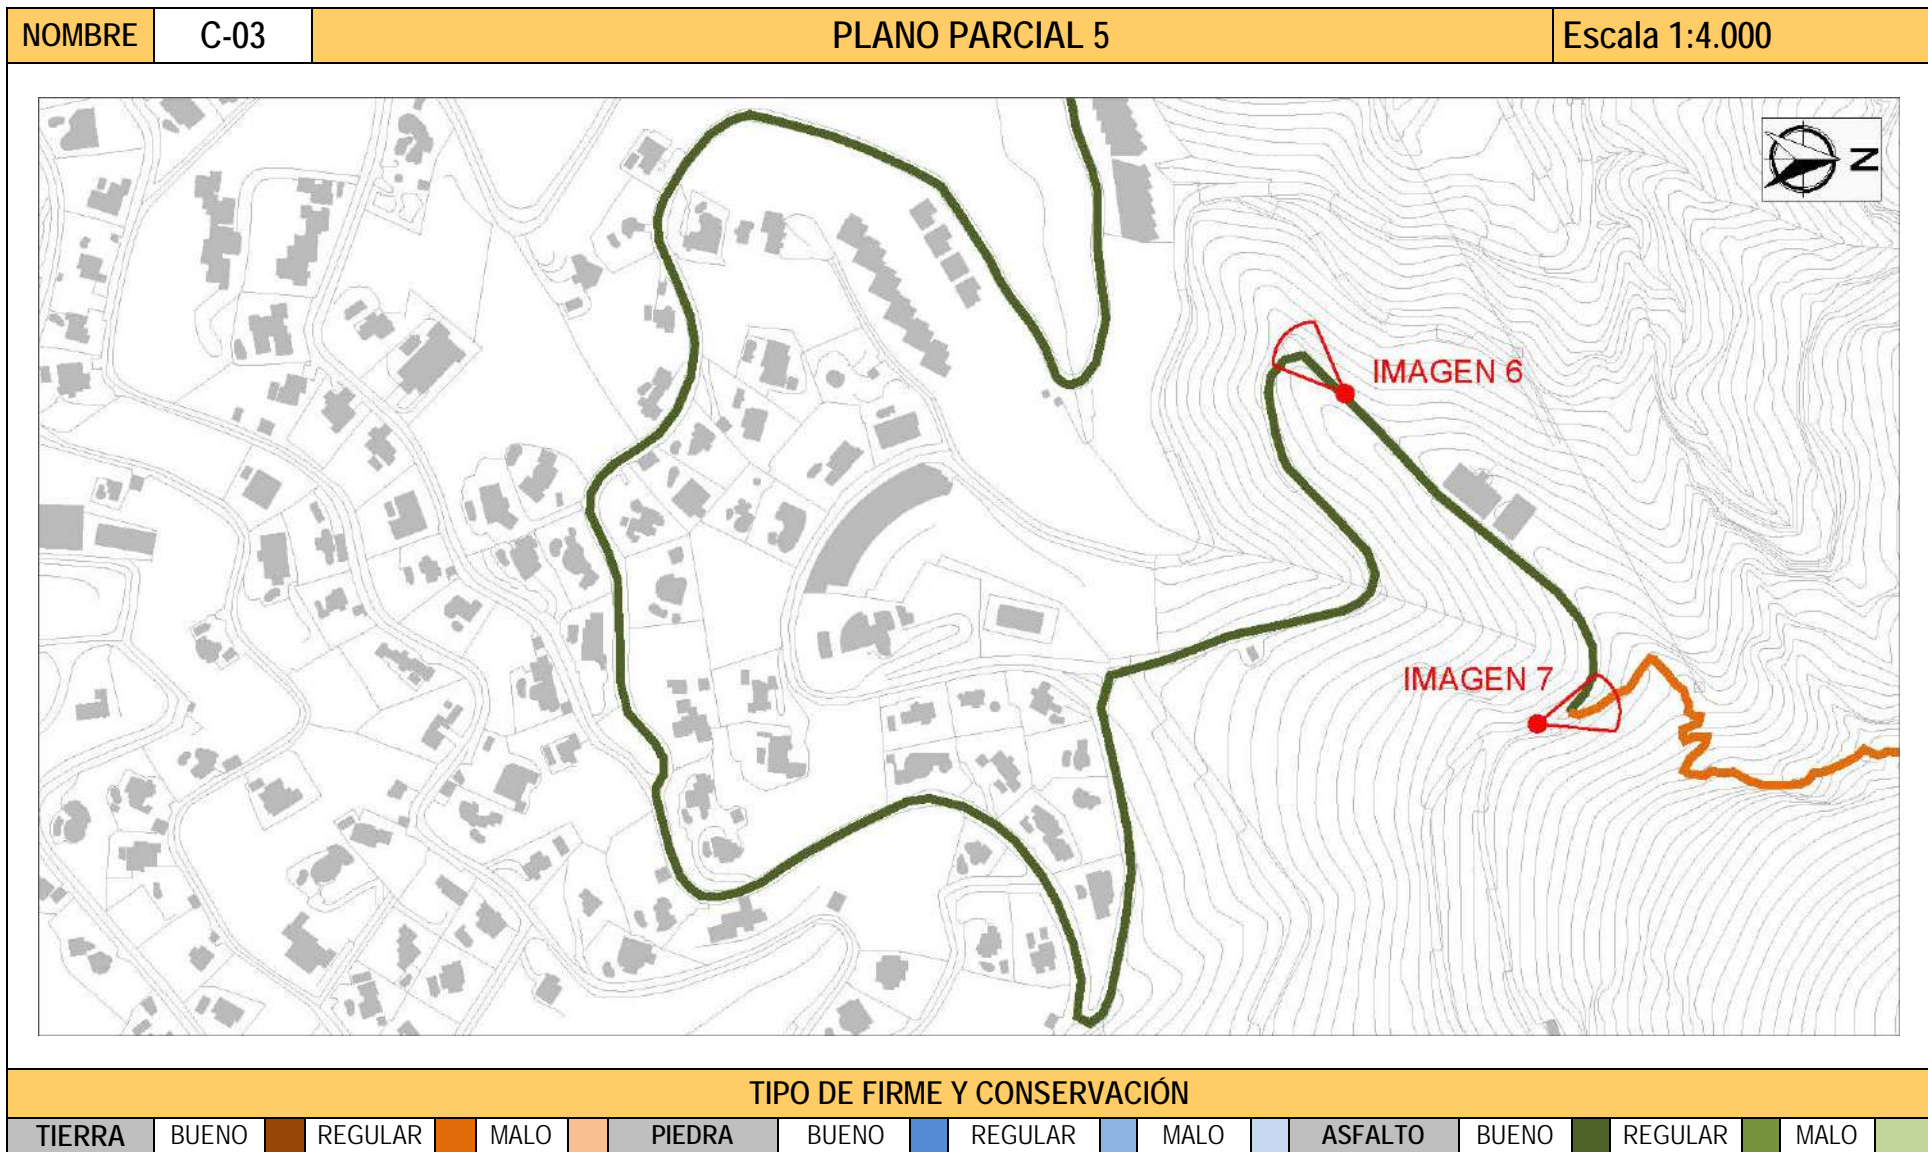 NOMBRE C-03 PLANO PARCIAL 5 Escala 1:4.000
N
IMAGEN 6
IMAGEN 7
TIPO DE FIRME Y CONSERVACIÓN
TIERRA BUENO REGULAR MALO PIEDRA BUENO REGULAR MALO ASFALTO BUENO REGULAR MALO